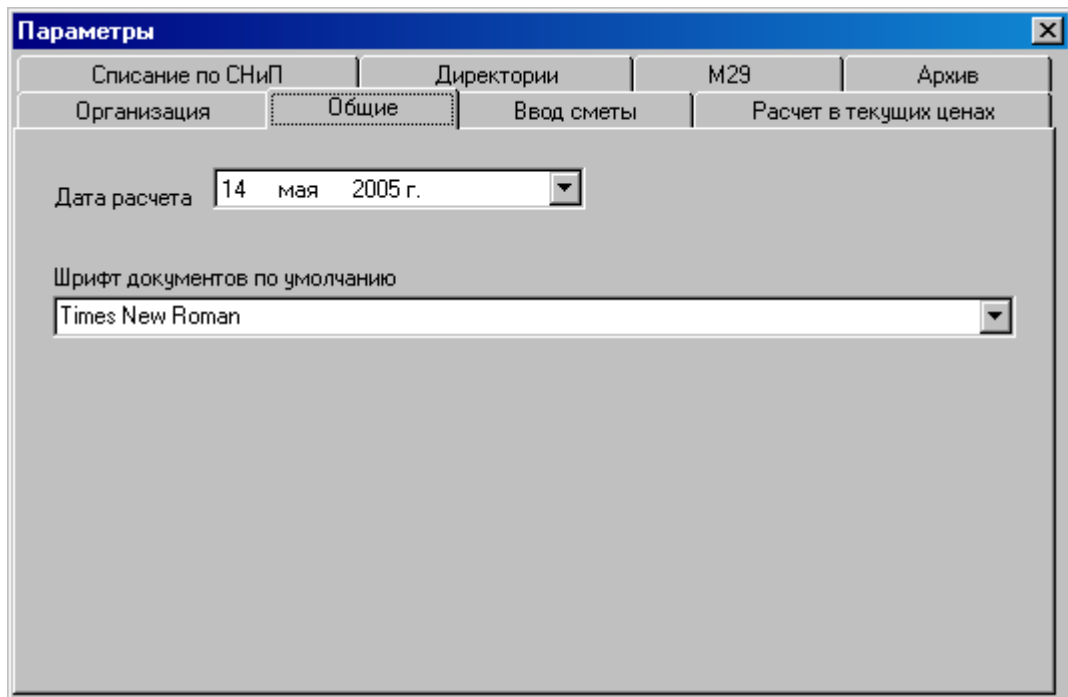 Параметры
Списание по СНиП Директории М29 Архив
Организация Общие Ввод сметы Расчет в текущих ценах
Дата расчета 14 мая 2005 г.
Шрифт документов по умолчанию
Times New Roman